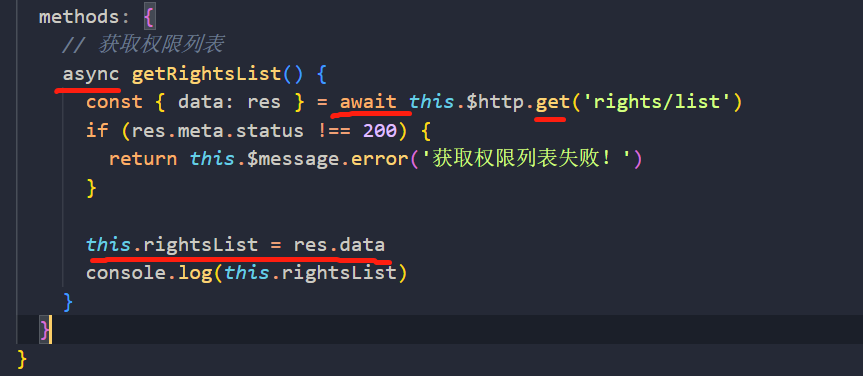 methods: {
// 获取权限列表
async getRightsList() {
const { data: res } = await this.$http.get('rights/list')
if (res.meta.status !== 200) {
return this.$message.error('获取权限列表失败！')
}
this.rightsList = res.data
console.log(this.rightsList)
}
}
}